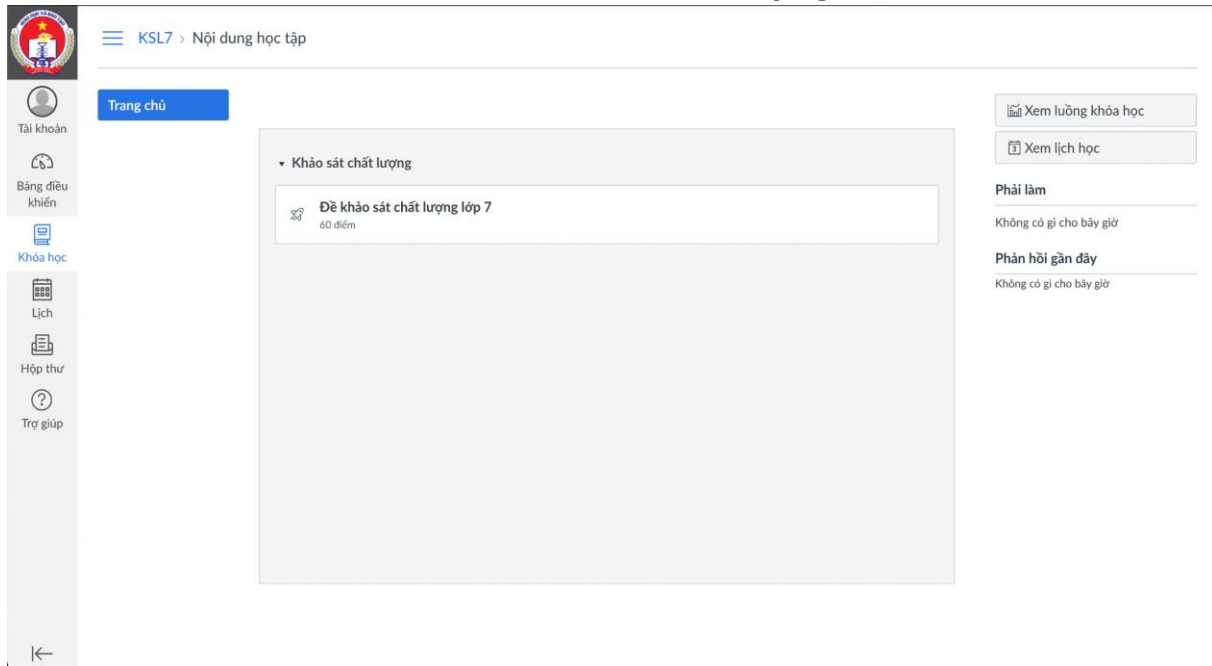 KSL7 › Nội dung học tập
Tài khoản
Bảng điều
khiển
Khóa học
Lịch
Hộp thư
Trợ giúp
Trang chủ
Khảo sát chất lượng
Đề khảo sát chất lượng lớp 7
60 điểm
Xem luồng khóa học
Xem lịch học
Phải làm
Không có gì cho bây giờ
Phản hồi gần đây
Không có gì cho bây giờ